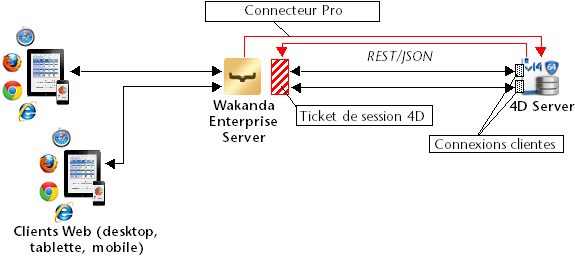 Connecteur Pro
REST/JSON
v14
64
Wakanda
Enterprise
Server
Ticket de session 4D
4D Server
Connexions clientes
Clients Web (desktop,
tablette, mobile)